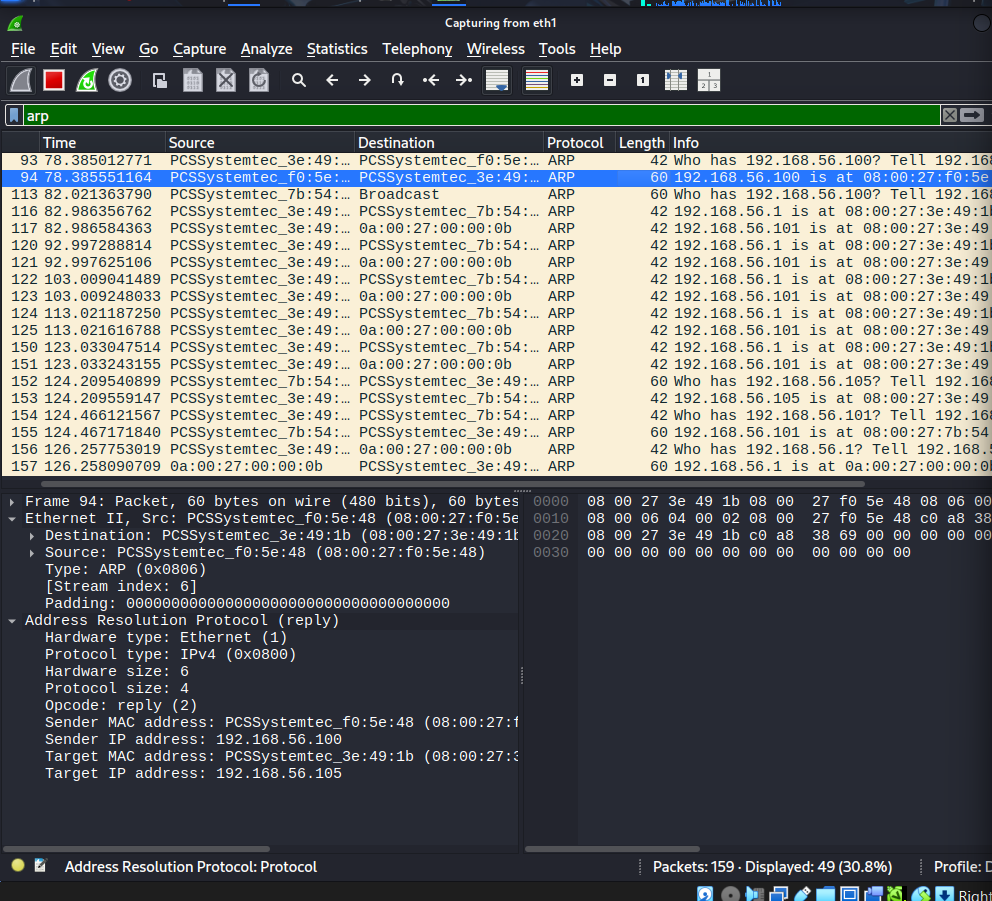 Capturing from eth1
File Edit View Go Capture Analyze Statistics Telephony Wireless Tools Help
arp
Time Source Destination Protocol Length Info
93 78.385012771 PCSSystemtec_3e:49:… PCSSystemtec_f0:5e:… ARP 42 Who has 192.168.56.100? Tell 192.168
94 78.385551164 PCSSystemtec_f0:5e:… PCSSystemtec_3e:49:… ARP 60 192.168.56.100 is at 08:00:27:f0:5e
113 82.021363790 PCSSystemtec_7b:54:… Broadcast ARP 60 Who has 192.168.56.100? Tell 192.168
116 82.986356762 PCSSystemtec_3e:49:… PCSSystemtec_7b:54:… ARP 42 192.168.56.1 is at 08:00:27:3e:49:1b
117 82.986584363 PCSSystemtec_3e:49:… 0a:00:27:00:00:0b ARP 42 192.168.56.101 is at 08:00:27:3e:49
120 92.997288814 PCSSystemtec_3e:49:… PCSSystemtec_7b:54:… ARP 42 192.168.56.1 is at 08:00:27:3e:49:1b
121 92.997625106 PCSSystemtec_3e:49:… 0a:00:27:00:00:0b ARP 42 192.168.56.101 is at 08:00:27:3e:49
122 103.009041489 PCSSystemtec_3e:49:… PCSSystemtec_7b:54:… ARP 42 192.168.56.1 is at 08:00:27:3e:49:1b
123 103.009248033 PCSSystemtec_3e:49:… 0a:00:27:00:00:0b ARP 42 192.168.56.101 is at 08:00:27:3e:49
124 113.021187250 PCSSystemtec_3e:49:… PCSSystemtec_7b:54:… ARP 42 192.168.56.1 is at 08:00:27:3e:49:1b
125 113.021616788 PCSSystemtec_3e:49:… 0a:00:27:00:00:0b ARP 42 192.168.56.101 is at 08:00:27:3e:49
150 123.033047514 PCSSystemtec_3e:49:… PCSSystemtec_7b:54:… ARP 42 192.168.56.1 is at 08:00:27:3e:49:1b
151 123.033243155 PCSSystemtec_3e:49:… 0a:00:27:00:00:0b ARP 42 192.168.56.101 is at 08:00:27:3e:49
152 124.209540899 PCSSystemtec_7b:54:… PCSSystemtec_3e:49:… ARP 60 Who has 192.168.56.105? Tell 192.168
153 124.209559147 PCSSystemtec_3e:49:… PCSSystemtec_7b:54:… ARP 42 192.168.56.105 is at 08:00:27:3e:49
154 124.466121567 PCSSystemtec_3e:49:… PCSSystemtec_7b:54:… ARP 42 Who has 192.168.56.101? Tell 192.168
155 124.467171840 PCSSystemtec_7b:54:… PCSSystemtec_3e:49:… ARP 60 192.168.56.101 is at 08:00:27:7b:54
156 126.257753019 PCSSystemtec_3e:49:… 0a:00:27:00:00:0b ARP 42 Who has 192.168.56.1? Tell 192.168.5
157 126.258090709 0a:00:27:00:00:0b PCSSystemtec_3e:49:… ARP 60 192.168.56.1 is at 0a:00:27:00:00:0b
Frame 94: Packet, 60 bytes on wire (480 bits), 60 bytes
Ethernet II, Src: PCSSystemtec_f0:5e:48 (08:00:27:f0:5e
Destination: PCSSystemtec_3e:49:1b (08:00:27:3e:49:1b
Source: PCSSystemtec_f0:5e:48 (08:00:27:f0:5e:48)
Type: ARP (0x0806)
[Stream index: 6]
Padding: 000000000000000000000000000000000000
Address Resolution Protocol (reply)
Hardware type: Ethernet (1)
Protocol type: IPv4 (0x0800)
Hardware size: 6
Protocol size: 4
Opcode: reply (2)
Sender MAC address: PCSSystemtec_f0:5e:48 (08:00:27:f
Sender IP address: 192.168.56.100
Target MAC address: PCSSystemtec_3e:49:1b (08:00:27:3
Target IP address: 192.168.56.105
0000 08 00 27 3e 49 1b 08 00 27 f0 5e 48 08 06 00
0010 08 00 06 04 00 02 08 00 27 f0 5e 48 c0 a8 38
0020 08 00 27 3e 49 1b c0 a8 38 69 00 00 00 00 00
0030 00 00 00 00 00 00 00 00 00 00 00 00
Address Resolution Protocol: Protocol
Packets: 159 · Displayed: 49 (30.8%)
Profile: D
Right